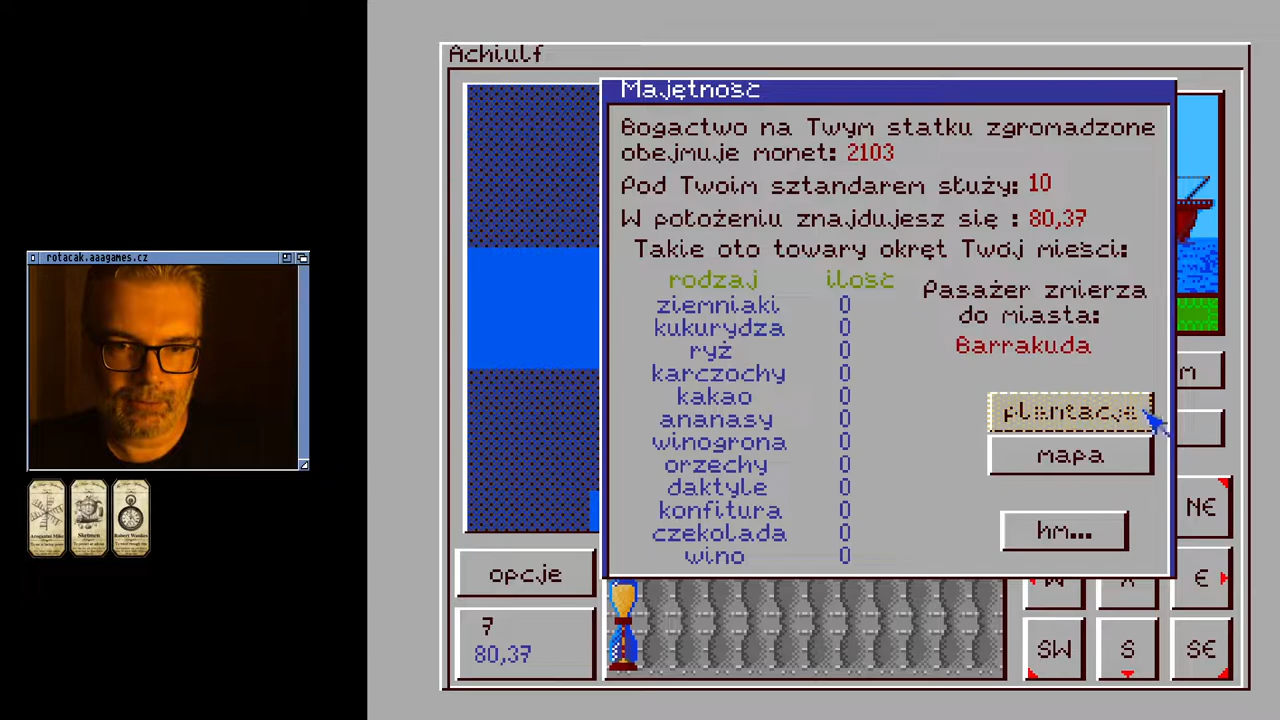 rotacak.aaagames.cz
Achiulf
Majętność
Bogactwo na Twym statku zgromadzone
obejmuje monet: 2103
Pod Twoim sztandarem służy: 10
W położeniu znajdujesz się : 80,37
Takie oto towary okręt Twój mieści:
rodzaj ilość
ziemniaki 0
kukurydza 0
ryż 0
karczochy 0
kakao 0
ananasy 0
winogrona 0
orzechy 0
daktyle 0
konfitura 0
czekolada 0
wino 0
Pasażer zmierza
do miasta:
Barrakuda
plantacje
mapa
hm...
m
opcje
7
80,37
NE
E
SW
S
SE